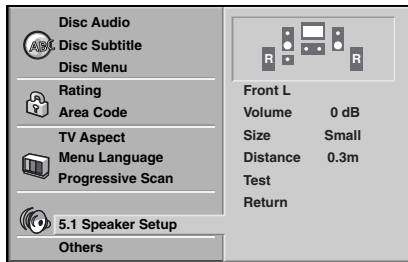 Disc Audio
ABC
Disc Subtitle
Disc Menu
Rating
Area Code
TV Aspect
Menu Language
Progressive Scan
5.1 Speaker Setup
Others
R R
Front L
Volume 0 dB
Size Small
Distance 0.3m
Test
Return